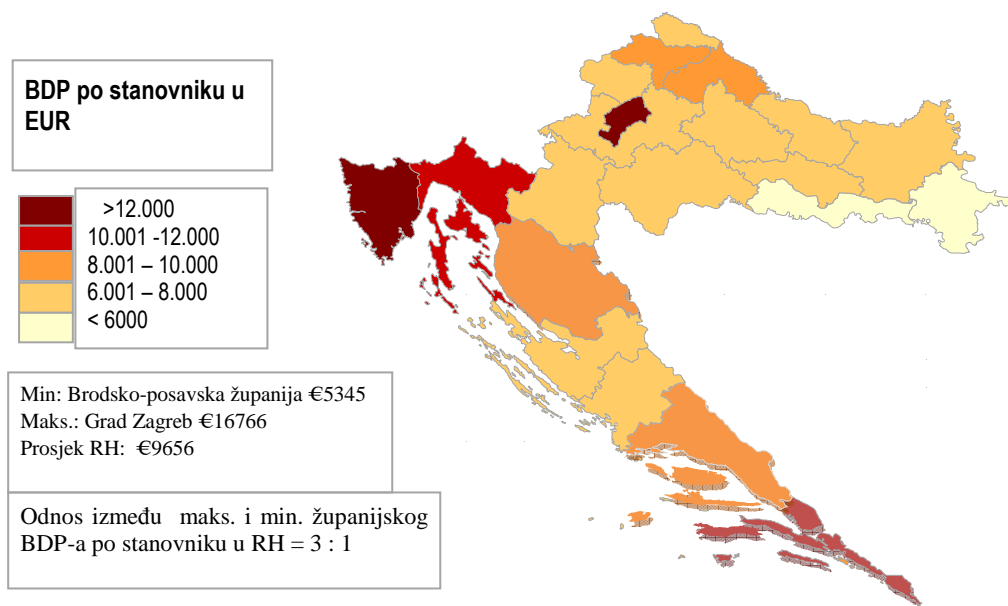 BDP po stanovniku u
EUR
>12.000
10.001 -12.000
8.001 – 10.000
6.001 – 8.000
< 6000
Min: Brodsko-posavska županija €5345
Maks.: Grad Zagreb €16766
Prosjek RH: €9656
Odnos između maks. i min. županijskog
BDP-a po stanovniku u RH = 3 : 1